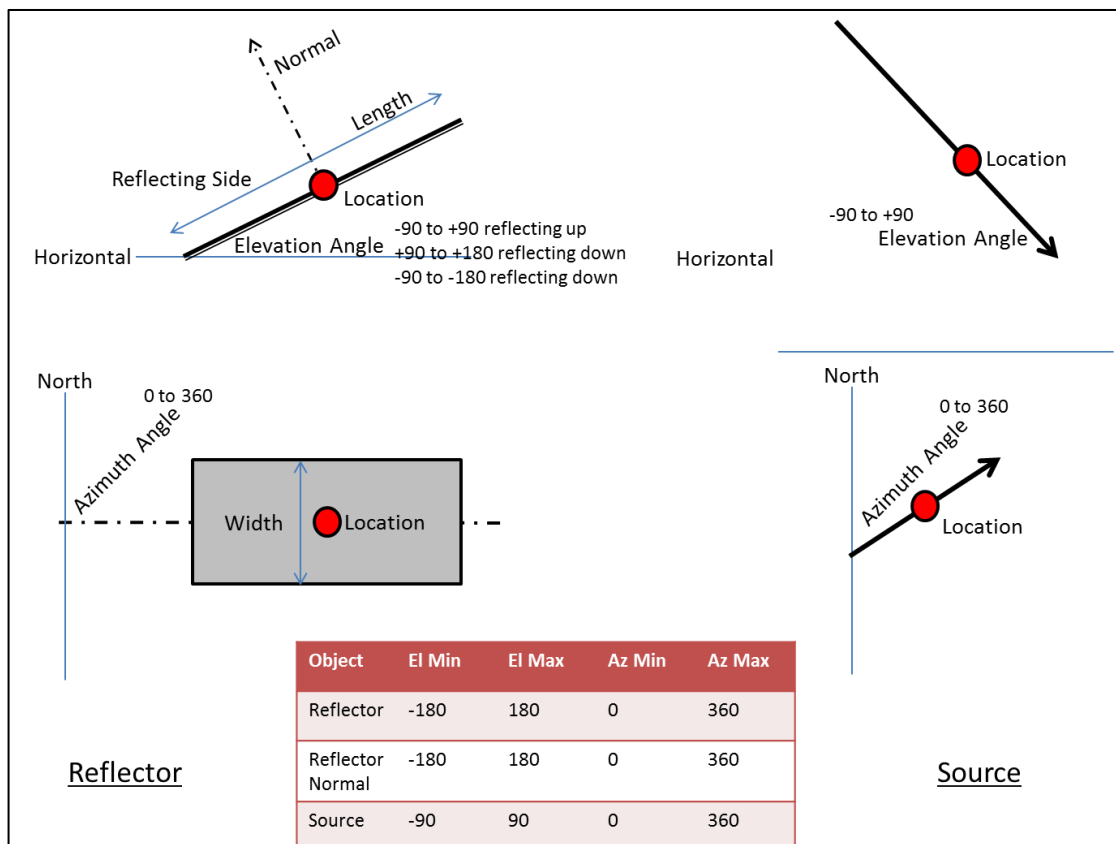 Normal
Length
Reflecting Side
Location
Elevation Angle
-90 to +90 reflecting up
+90 to +180 reflecting down
-90 to -180 reflecting down
Horizontal
Location
-90 to +90
Elevation Angle
Horizontal
North
0 to 360
Azimuth Angle
Width
Location
North
0 to 360
Azimuth Angle
Location
Object El Min El Max Az Min Az Max
Reflector -180 180 0 360
Reflector Normal -180 180 0 360
Source -90 90 0 360
Reflector
Source